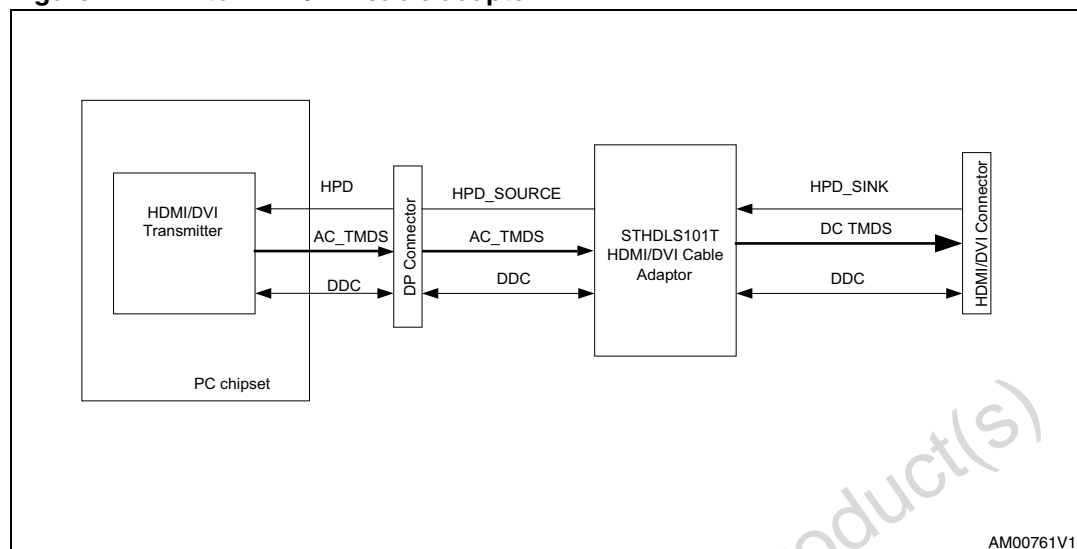 HPD
HPD_SOURCE
HPD_SINK
HDMI/DVI
Transmitter
AC_TMDS
DP Connector
AC_TMDS
STHDLS101T
HDMI/DVI Cable
Adaptor
DC TMDS
HDMI/DVI Connector
DDC
DDC
DDC
PC chipset
AM00761V1